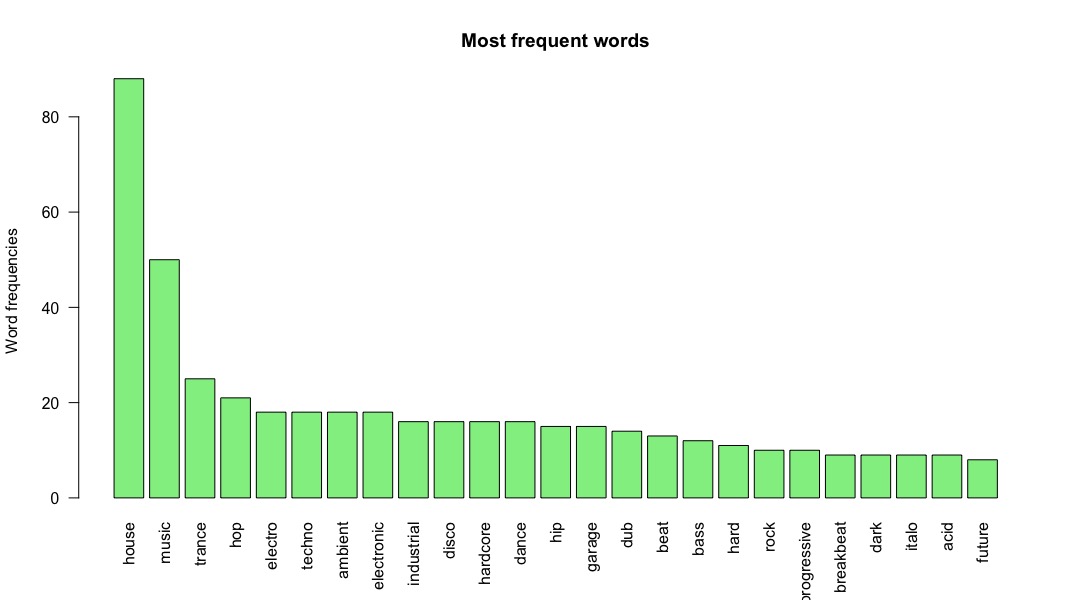 Most frequent words
Word frequencies
80
60
40
20
0
house
music
trance
hop
electro
techno
ambient
electronic
industrial
disco
hardcore
dance
hip
garage
dub
beat
bass
hard
rock
progressive
breakbeat
dark
italo
acid
future